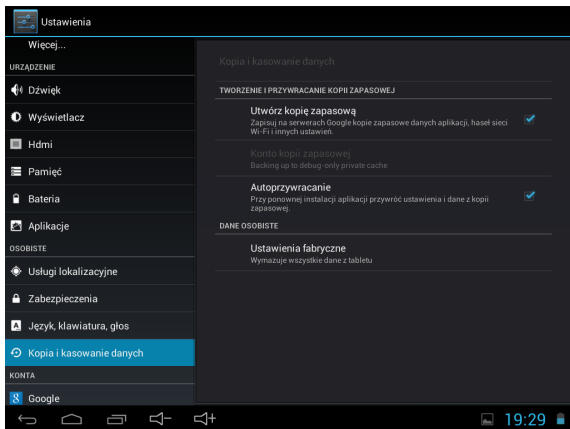 Ustawienia
Więcej...
URZĄDZENIE
Dźwięk
Wyświetlacz
Hdmi
Pamięć
Bateria
Aplikacje
OSOBISTE
Usługi lokalizacyjne
Zabezpieczenia
Język, klawiatura, głos
Kopia i kasowanie danych
KONTA
Google
Kopia i kasowanie danych
TWORZENIE I PRZYWRACANIE KOPII ZAPASOWEJ
Utwórz kopię zapasową
Zapisuj na serwerach Google kopie zapasowe danych aplikacji, haseł sieci
Wi-Fi i innych ustawień.
Konto kopii zapasowej
Backing up to debug-only private cache
Autoprzywracanie
Przy ponownej instalacji aplikacji przywróć ustawienia i dane z kopii
zapasowej.
DANE OSOBISTE
Ustawienia fabryczne
Wymazuje wszystkie dane z tabletu
19:29